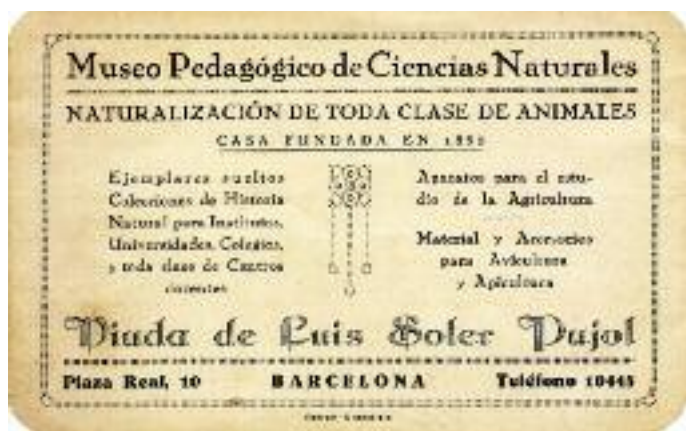 Museo Pedagógico de Ciencias Naturales
NATURALIZACIÓN DE TODA CLASE DE ANIMALES
CASA FUNDADA EN
Ejemplares sueltos
Colecciones de Historia
Natural para Institutos,
Universidades, Colegios,
y toda clase de Centros
docentes
Aparatos para el estu-
dio de la Agricultura
Material y Accesorios
para Avicultura
y Apicultura
Viuda de Luis Soler Pujol
Plaza Real, 10 BARCELONA Teléfono 18445